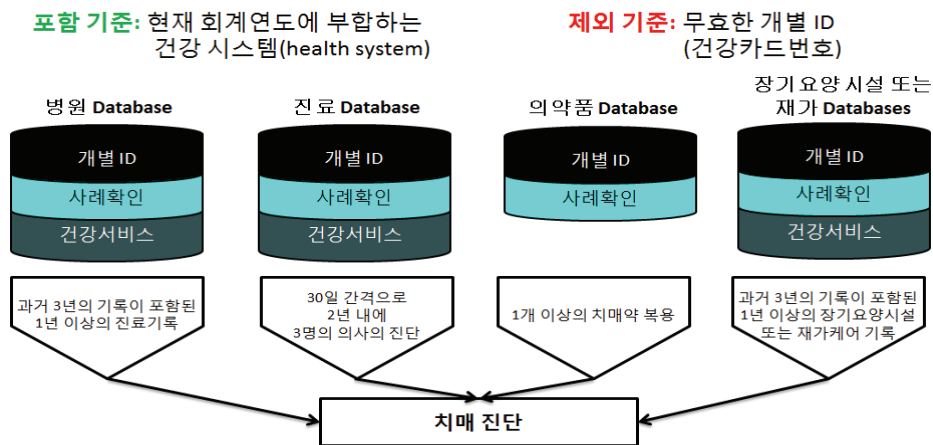 포함 기준: 현재 회계연도에 부합하는
건강 시스템(health system)
제외 기준: 무효한 개별 ID
(건강카드번호)
병원 Database
개별 ID
사례확인
건강서비스
과거 3년의 기록이 포함된
1년 이상의 진료기록
진료 Database
개별 ID
사례확인
건강서비스
30일 간격으로
2년 내에
3명의 의사의 진단
의약품 Database
개별 ID
사례확인
1개 이상의 치매약 복용
장기요양 시설 또는
재가 Databases
개별 ID
사례확인
건강서비스
과거 3년의 기록이 포함된
1년 이상의 장기요양시설
또는 재가케어 기록
치매 진단